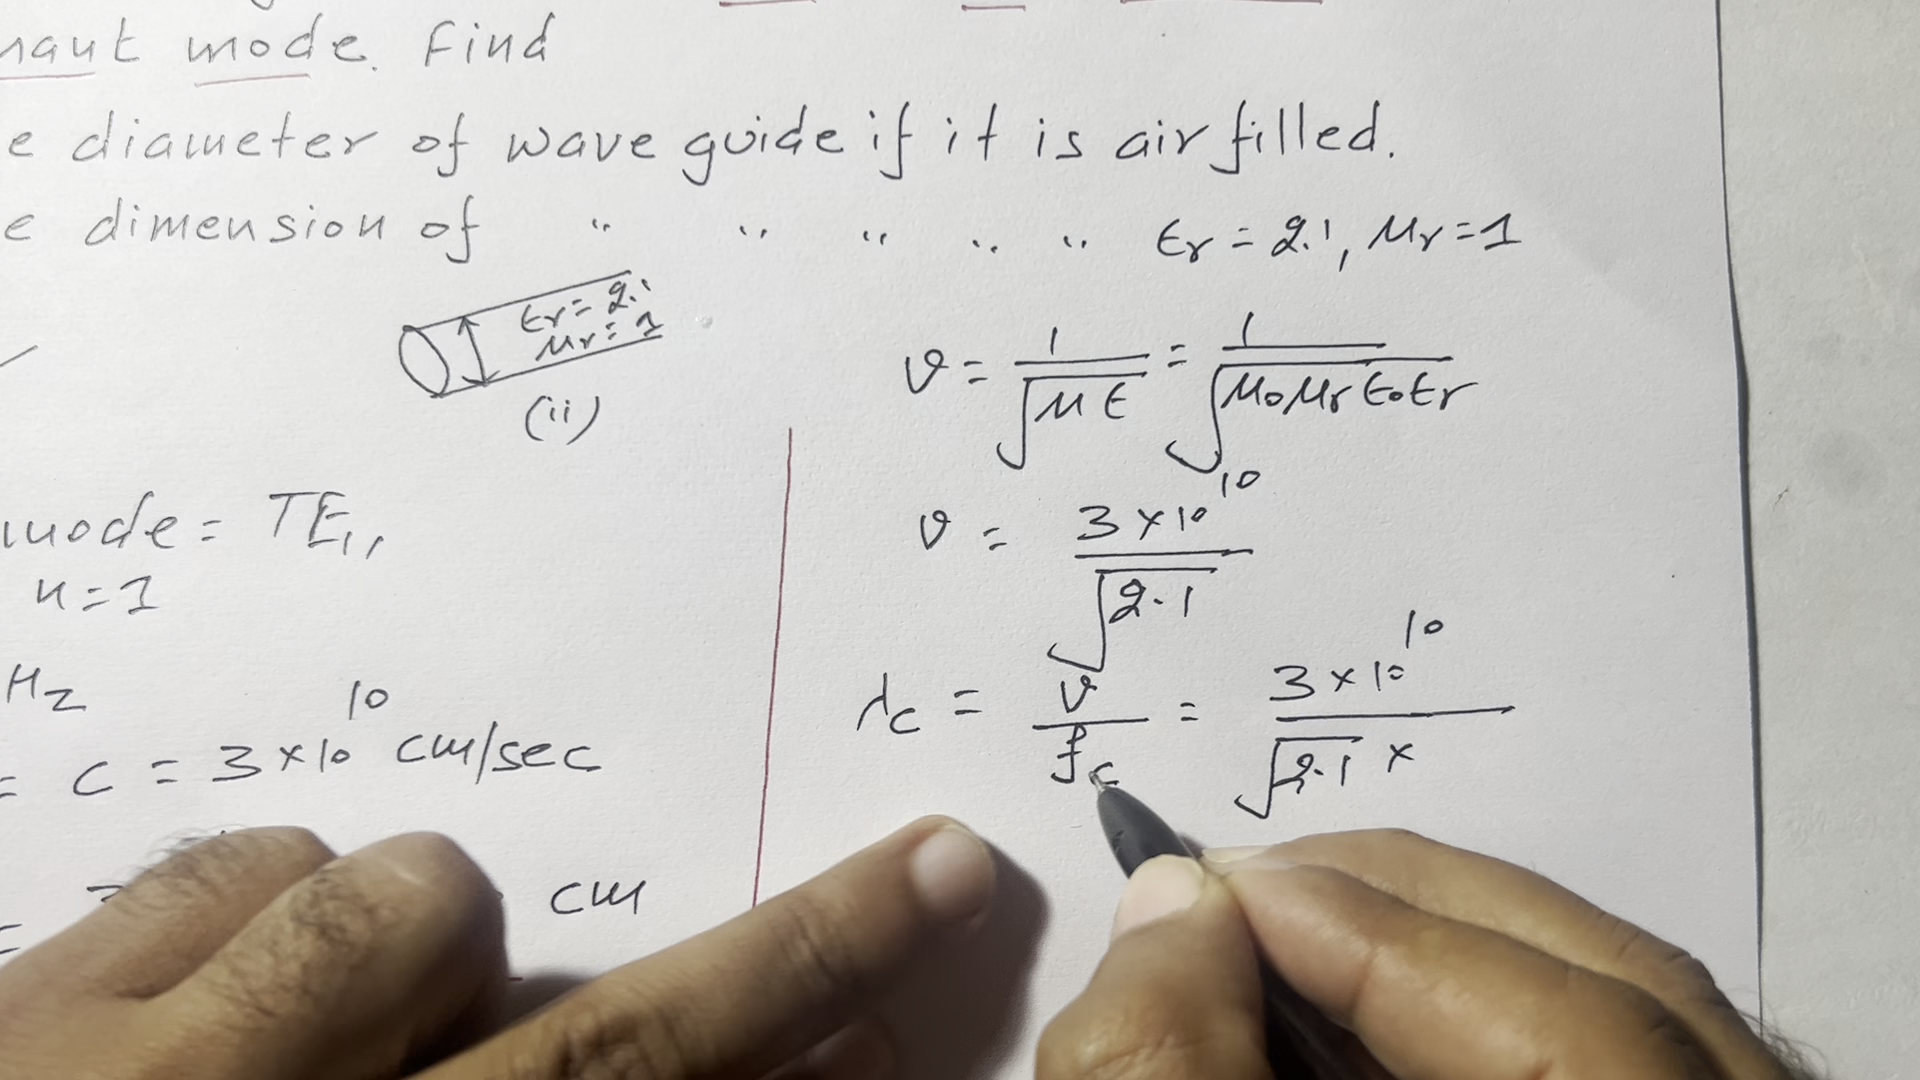 mode. Find
diameter of wave guide if it is air filled.
dimension of " " " " " εr = 2.1, μr = 1
εr = 2.1
μr = 1
(ii)
v = 1/√με = 1/√μ0μrε0εr
v = 3×10^10/√2.1
mode = TE11
n = 1
Hz
= c = 3×10^10 cm/sec
cm
λc = v/fc = 3×10^10/√2.1 ×